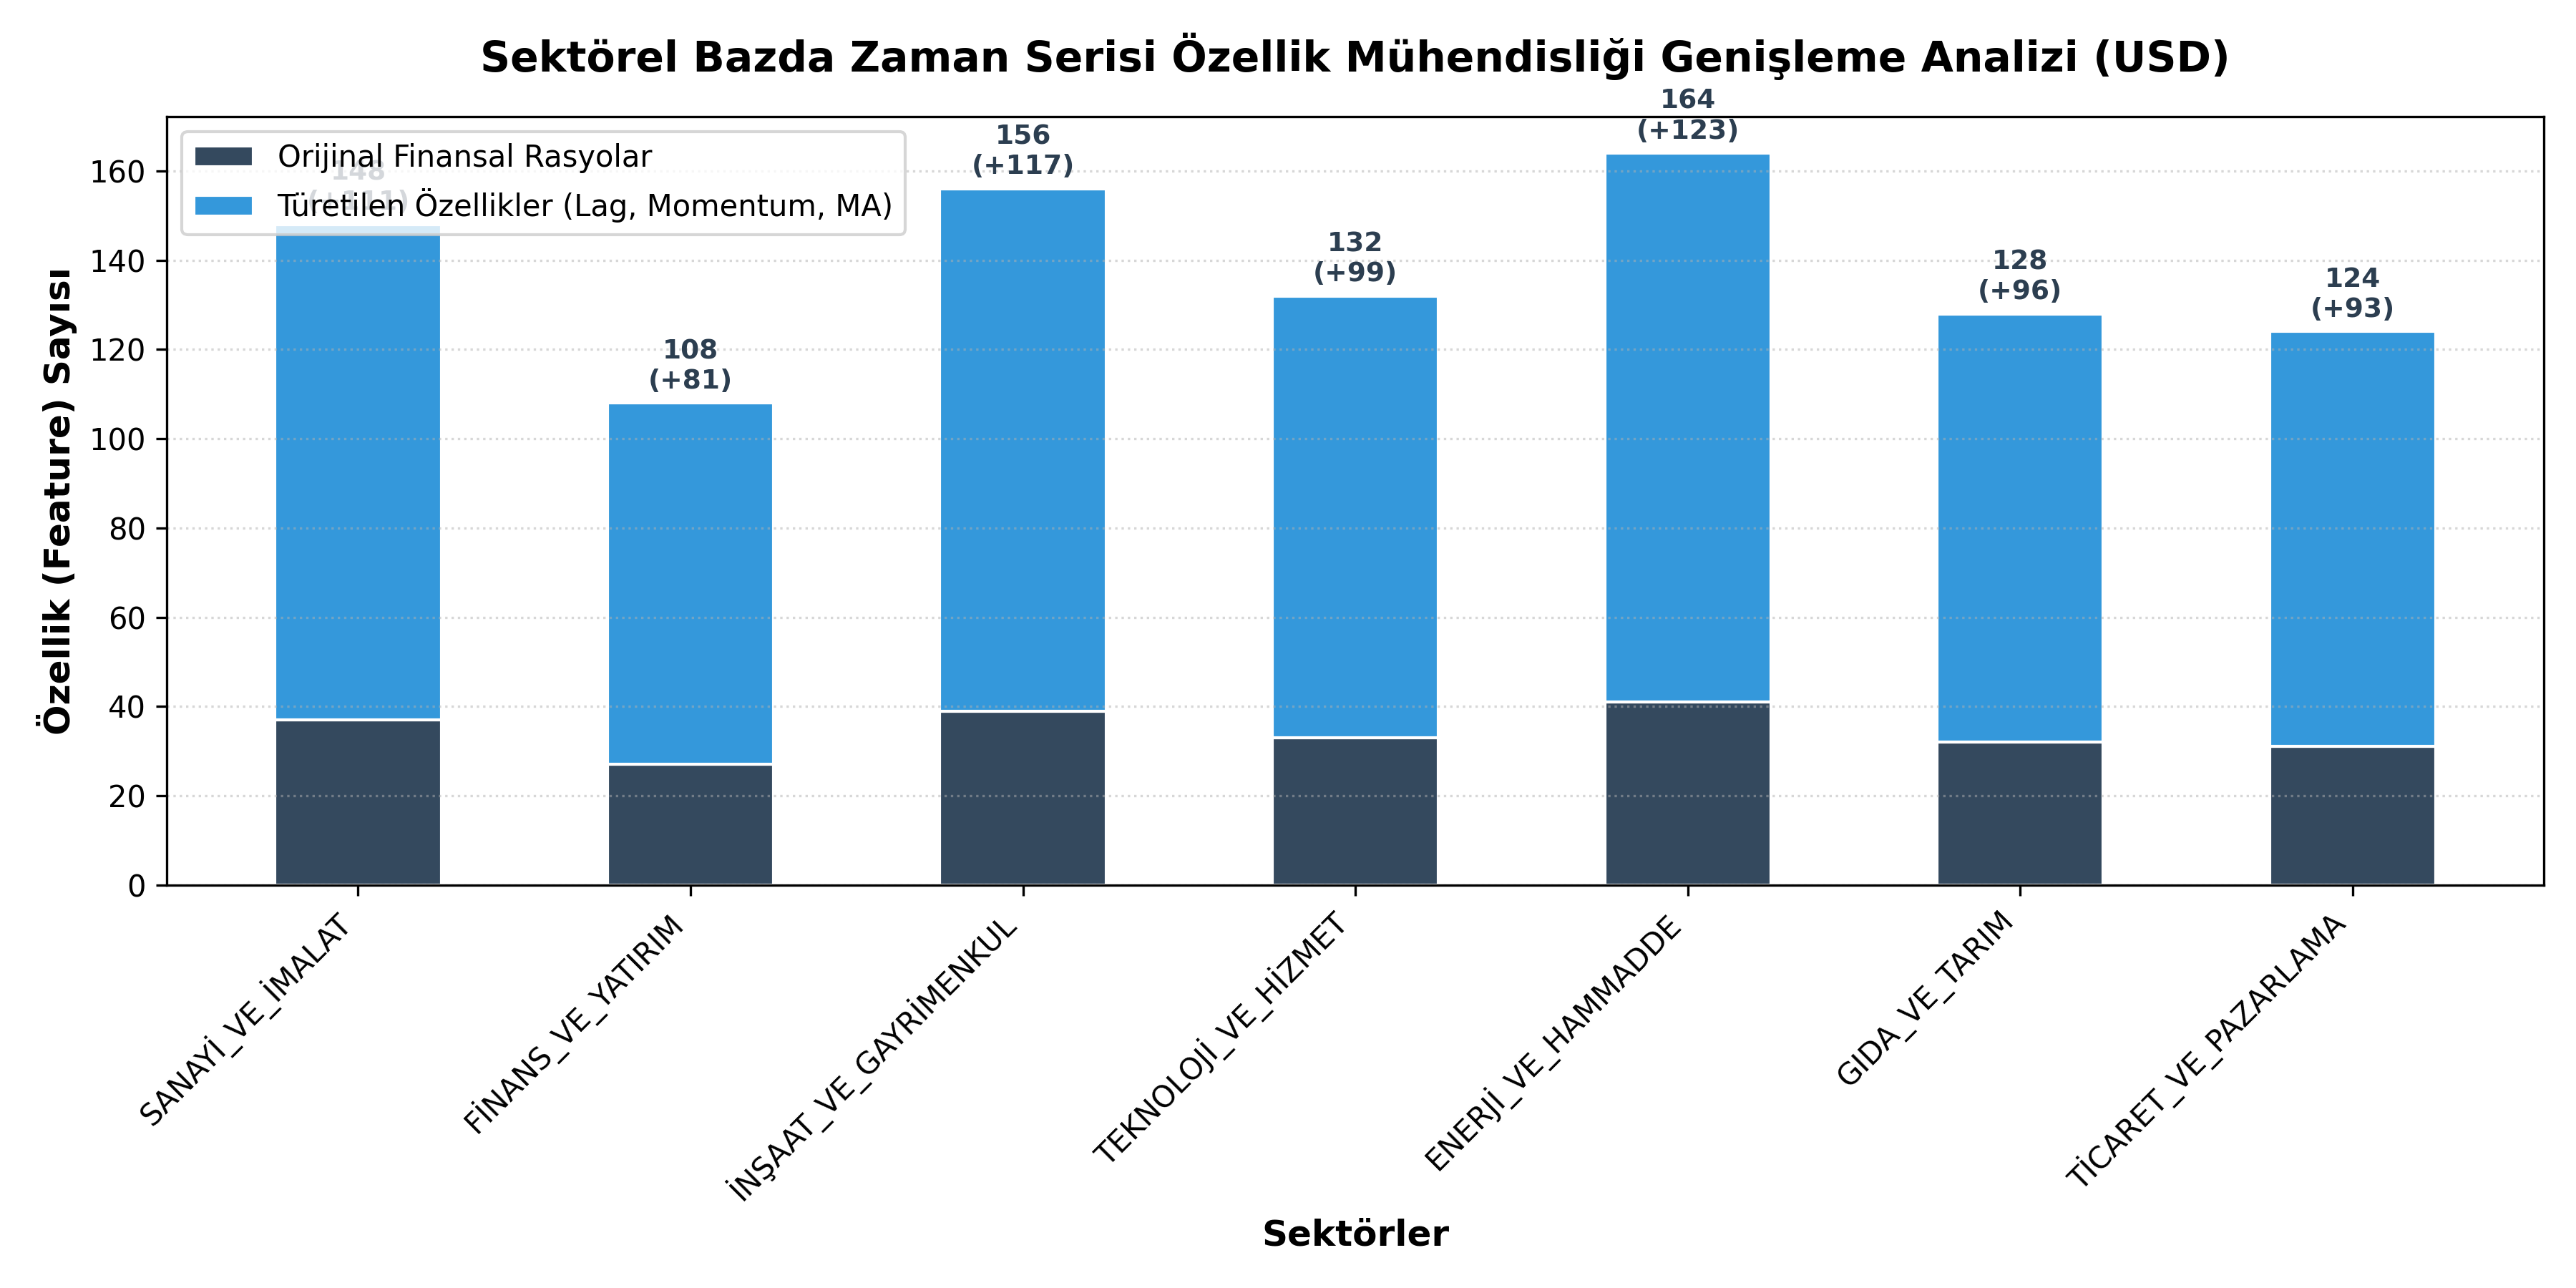 Sektörel Bazda Zaman Serisi Özellik Mühendisliği Genişleme Analizi (USD)
Orijinal Finansal Rasyolar
Türetilen Özellikler (Lag, Momentum, MA)
148
(+111)
108
(+81)
156
(+117)
132
(+99)
164
(+123)
128
(+96)
124
(+93)
Özellik (Feature) Sayısı
160
140
120
100
80
60
40
20
0
SANAYİ_VE_İMALAT
FİNANS_VE_YATIRIM
İNŞAAT_VE_GAYRİMENKUL
TEKNOLOJİ_VE_HİZMET
ENERJİ_VE_HAMMADDE
GIDA_VE_TARIM
TİCARET_VE_PAZARLAMA
Sektörler